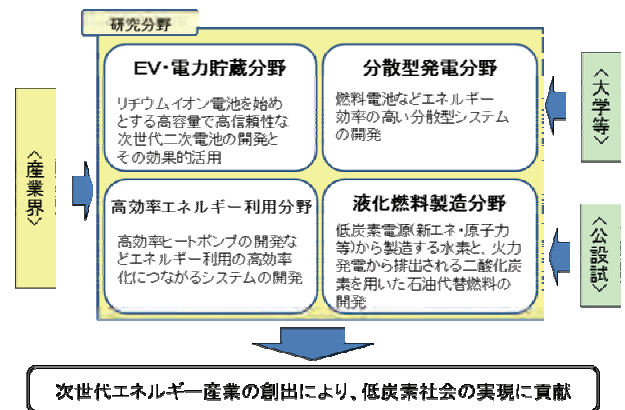 研究分野
EV・電力貯蔵分野
リチウムイオン電池を始め
とする高容量で高信頼性な
次世代二次電池の開発と
その効果的活用
分散型発電分野
燃料電池などエネルギー
効率の高い分散型システム
の開発
高効率エネルギー利用分野
高効率ヒートポンプの開発な
どエネルギー利用の高効率
化につながるシステムの開発
液化燃料製造分野
低炭素電源(新エネ・原子力
等)から製造する水素と、火力
発電から排出される二酸化炭
素を用いた石油代替燃料の
開発
〈産業界〉
〈大学等〉
〈公設試〉
次世代エネルギー産業の創出により、低炭素社会の実現に貢献